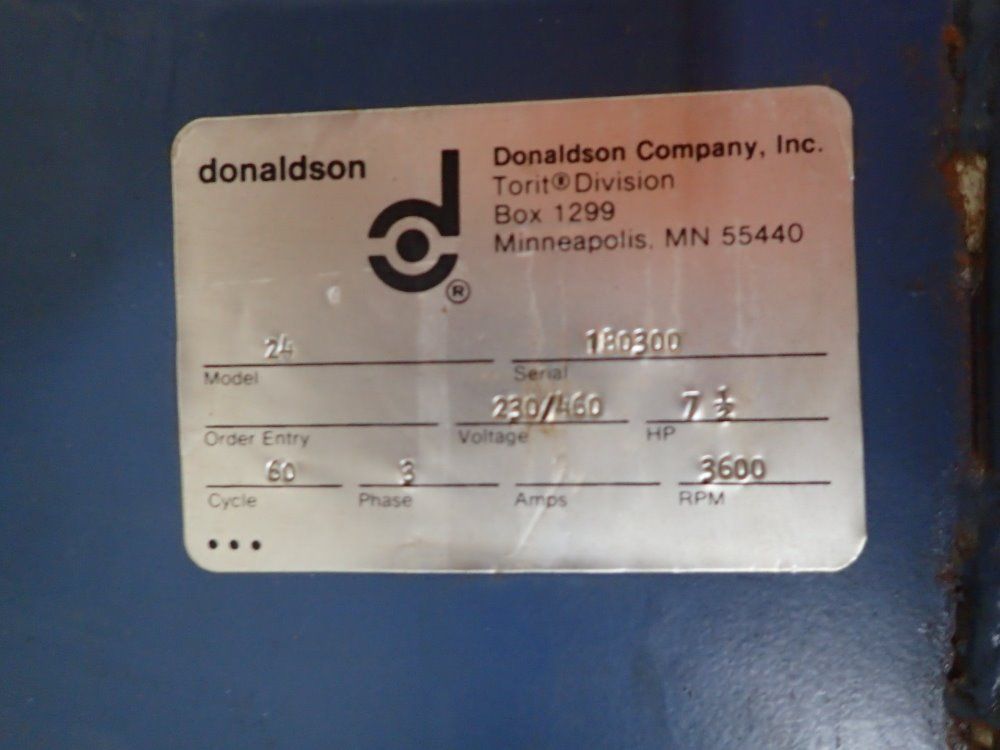 donaldson
d
®
Donaldson Company, Inc.
Torit® Division
Box 1299
Minneapolis, MN 55440
24 180300
Model Serial
230/460 7 ½
Order Entry Voltage HP
60 3 3600
Cycle Phase Amps RPM